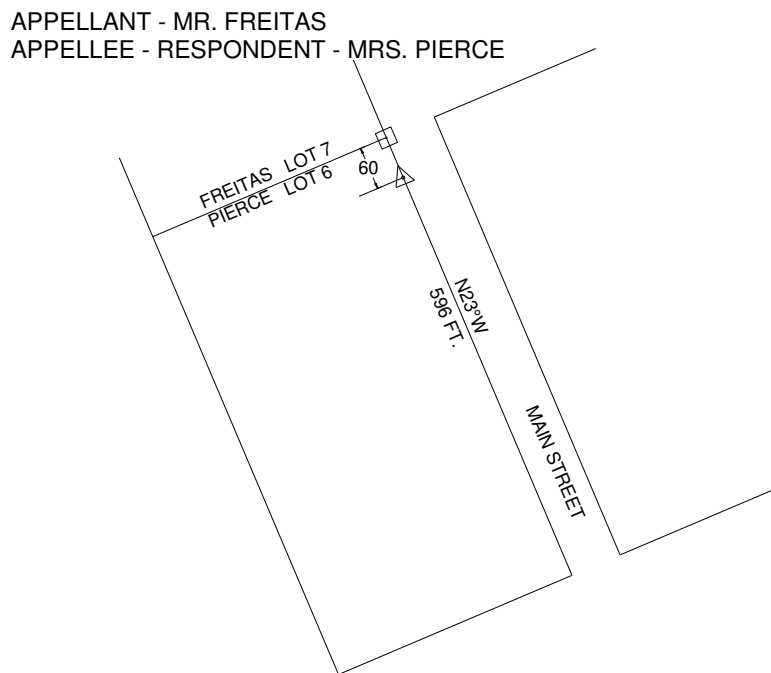 APPELLANT - MR. FREITAS
APPELLEE - RESPONDENT - MRS. PIERCE
FREITAS LOT 7
PIERCE LOT 6
60
N23°W
596 FT.
MAIN STREET